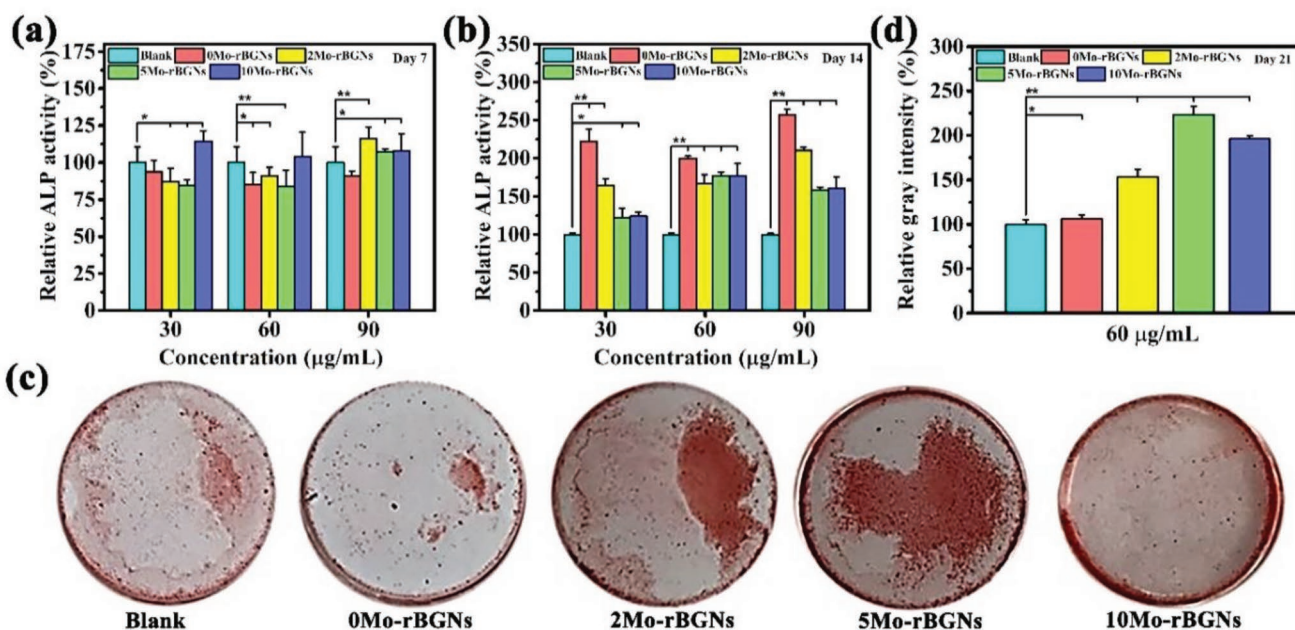 (a)
Relative ALP activity (%)
175
150
125
100
75
50
25
0
Blank 0Mo-rBGNs 2Mo-rBGNs
5Mo-rBGNs 10Mo-rBGNs Day 7
*
**
*
**
*
30 60 90
Concentration (μg/mL)
(b)
Relative ALP activity (%)
350
300
250
200
150
100
50
0
Blank 0Mo-rBGNs 2Mo-rBGNs
5Mo-rBGNs 10Mo-rBGNs Day 14
**
*
**
**
30 60 90
Concentration (μg/mL)
(d)
Relative gray intensity (%)
300
250
200
150
100
50
0
Blank 0Mo-rBGNs 2Mo-rBGNs
5Mo-rBGNs 10Mo-rBGNs Day 21
**
*
60 μg/mL
(c)
Blank 0Mo-rBGNs 2Mo-rBGNs 5Mo-rBGNs 10Mo-rBGNs